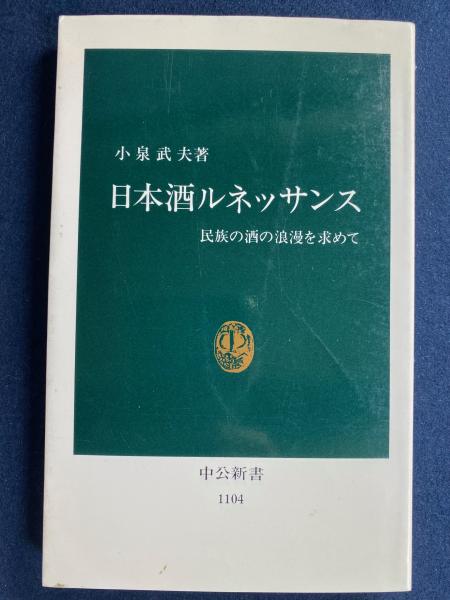 小泉武夫著
日本酒ルネッサンス
民族の酒の浪漫を求めて
中公新書
1104